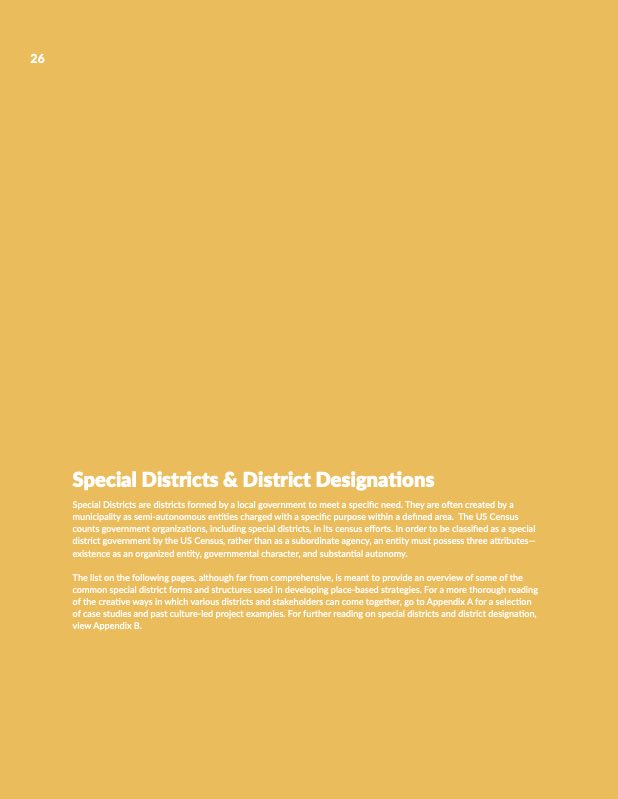 26
Special Districts & District Designations
Special Districts are districts formed by a local government to meet a specific need. They are often created by a
municipality as semi-autonomous entities charged with a specific purpose within a defined area.  The US Census
counts government organizations, including special districts, in its census efforts. In order to be classified as a special
district government by the US Census, rather than as a subordinate agency, an entity must possess three attributes—
existence as an organized entity, governmental character, and substantial autonomy.
The list on the following pages, although far from comprehensive, is meant to provide an overview of some of the
common special district forms and structures used in developing place-based strategies. For a more thorough reading
of the creative ways in which various districts and stakeholders can come together, go to Appendix A for a selection
of case studies and past culture-led project examples. For further reading on special districts and district designation,
view Appendix B.